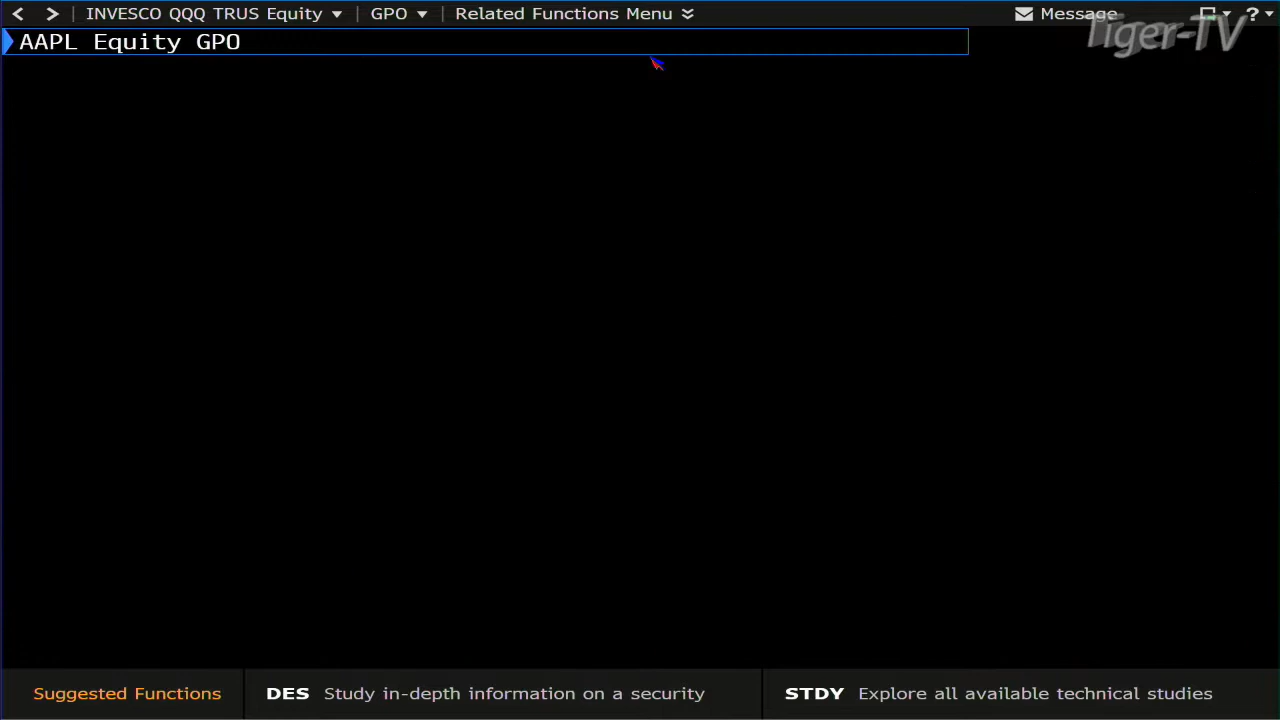 INVESCO QQQ TRUS Equity GPO Related Functions Menu Message ?
Tiger-TV
AAPL Equity GPO
Suggested Functions DES Study in-depth information on a security STDY Explore all available technical studies